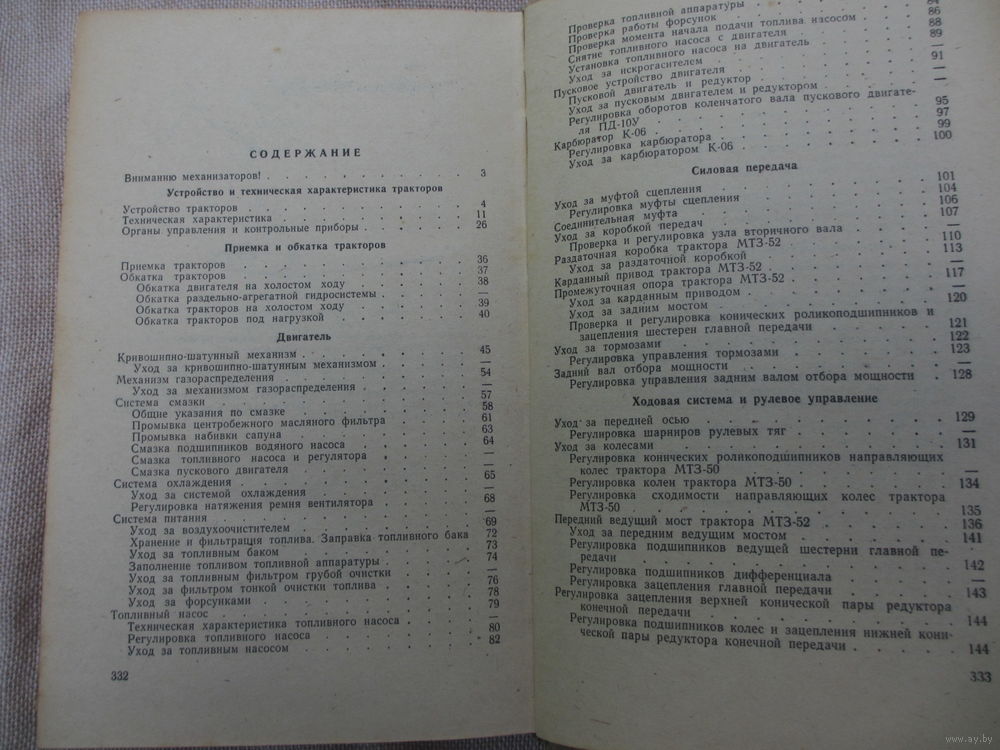 СОДЕРЖАНИЕ
Вниманию механизаторов! . . . . . . . . . . 3
Устройство и техническая характеристика тракторов
Устройство тракторов . . . . . . . . . . 4
Техническая характеристика . . . . . . . . . . 11
Органы управления и контрольные приборы . . . . . . 26
Приемка и обкатка тракторов
Приемка тракторов . . . . . . . . . . 36
Обкатка тракторов . . . . . . . . . . 37
Обкатка двигателя на холостом ходу . . . . . . 38
Обкатка раздельно-агрегатной гидросистемы . . . . . . —
Обкатка тракторов на холостом ходу . . . . . . 39
Обкатка тракторов под нагрузкой . . . . . . 40
Двигатель
Кривошипно-шатунный механизм . . . . . . . . 45
Уход за кривошипно-шатунным механизмом . . . . . . —
Механизм газораспределения . . . . . . . . 54
Уход за механизмом газораспределения . . . . . . —
Система смазки . . . . . . . . . . 57
Общие указания по смазке . . . . . . . . 58
Промывка центробежного масляного фильтра . . . . . 61
Промывка набивки сапуна . . . . . . . . 63
Смазка подшипников водяного насоса . . . . . . 64
Смазка топливного насоса и регулятора . . . . . . —
Смазка пускового двигателя . . . . . . . . —
Система охлаждения . . . . . . . . . . 65
Уход за системой охлаждения . . . . . . . . —
Регулировка натяжения ремня вентилятора . . . . . . 68
Система питания . . . . . . . . . . —
Уход за воздухоочистителем . . . . . . . . 69
Хранение и фильтрация топлива. Заправка топливного бака 72
Уход за топливным баком . . . . . . . . 73
Заполнение топливом топливной аппаратуры . . . . . 74
Уход за топливным фильтром грубой очистки . . . . . —
Уход за фильтром тонкой очистки топлива . . . . . 76
Уход за форсунками . . . . . . . . 78
Топливный насос . . . . . . . . . . 79
Техническая характеристика топливного насоса . . . . . —
Регулировка топливного насоса . . . . . . . . 80
Уход за топливным насосом . . . . . . . . 82
332
Проверка топливной аппаратуры . . . . . . 84
Проверка работы форсунок . . . . . . 86
Проверка момента начала подачи топлива насосом . . . . 88
Снятие топливного насоса с двигателя . . . . . . 89
Установка топливного насоса на двигатель . . . . . . —
Уход за искрогасителем . . . . . . 91
Пусковое устройство двигателя . . . . . . —
Пусковой двигатель и редуктор . . . . . . —
Уход за пусковым двигателем и редуктором . . . . . . —
Регулировка оборотов коленчатого вала пускового двигате-
ля ПД-10У . . . . . . 95
Карбюратор К-06 . . . . . . 97
Регулировка карбюратора . . . . . . 99
Уход за карбюратором К-06 . . . . . . 100
Силовая передача
Уход за муфтой сцепления . . . . . . 101
Регулировка муфты сцепления . . . . . . 104
Соединительная муфта . . . . . . 106
Уход за коробкой передач . . . . . . 107
Проверка и регулировка узла вторичного вала . . . . —
Раздаточная коробка трактора МТЗ-52 . . . . . . 110
Уход за раздаточной коробкой . . . . . . 113
Карданный привод трактора МТЗ-52 . . . . . . —
Промежуточная опора трактора МТЗ-52 . . . . . . 117
Уход за карданным приводом . . . . . . —
Уход за задним мостом . . . . . . 120
Проверка и регулировка конических роликоподшипников и
зацепления шестерен главной передачи . . . . . . 121
Уход за тормозами . . . . . . 122
Регулировка управления тормозами . . . . . . 123
Задний вал отбора мощности . . . . . . —
Регулировка управления задним валом отбора мощности . 128
Ходовая система и рулевое управление
Уход за передней осью . . . . . . 129
Регулировка шарниров рулевых тяг . . . . . . —
Уход за колесами . . . . . . 131
Регулировка конических роликоподшипников направляющих
колес трактора МТЗ-50 . . . . . . —
Регулировка колеи трактора МТЗ-50 . . . . . . 134
Регулировка сходимости направляющих колес трактора
МТЗ-50 . . . . . . 135
Передний ведущий мост трактора МТЗ-52 . . . . . . 136
Уход за передним ведущим мостом . . . . . . 141
Регулировка подшипников ведущей шестерни главной пе-
редачи . . . . . . 142
Регулировка подшипников дифференциала . . . . . . —
Регулировка зацепления главной передачи . . . . . . 143
Регулировка зацепления верхней конической пары редуктора
конечной передачи . . . . . . 144
Регулировка подшипников колес и зацепления нижней кони-
ческой пары редуктора конечной передачи . . . . . 144
333
www.ay.by